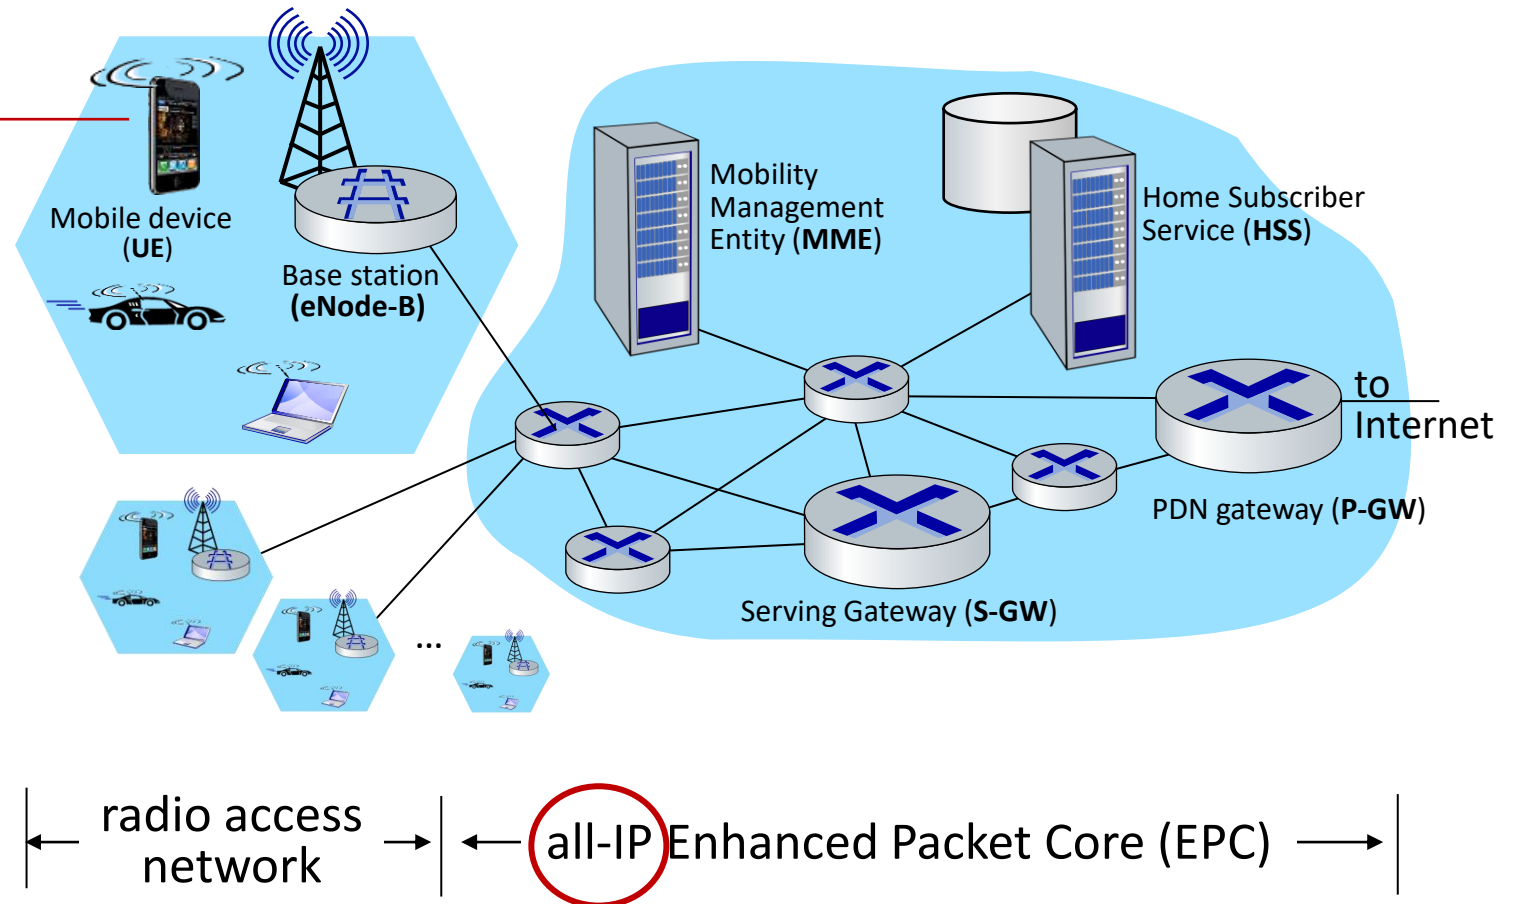 Mobile device
(UE)
Base station
(eNode-B)
Mobility
Management
Entity (MME)
Home Subscriber
Service (HSS)
to
Internet
PDN gateway (P-GW)
Serving Gateway (S-GW)
...
radio access
network
all-IP Enhanced Packet Core (EPC)